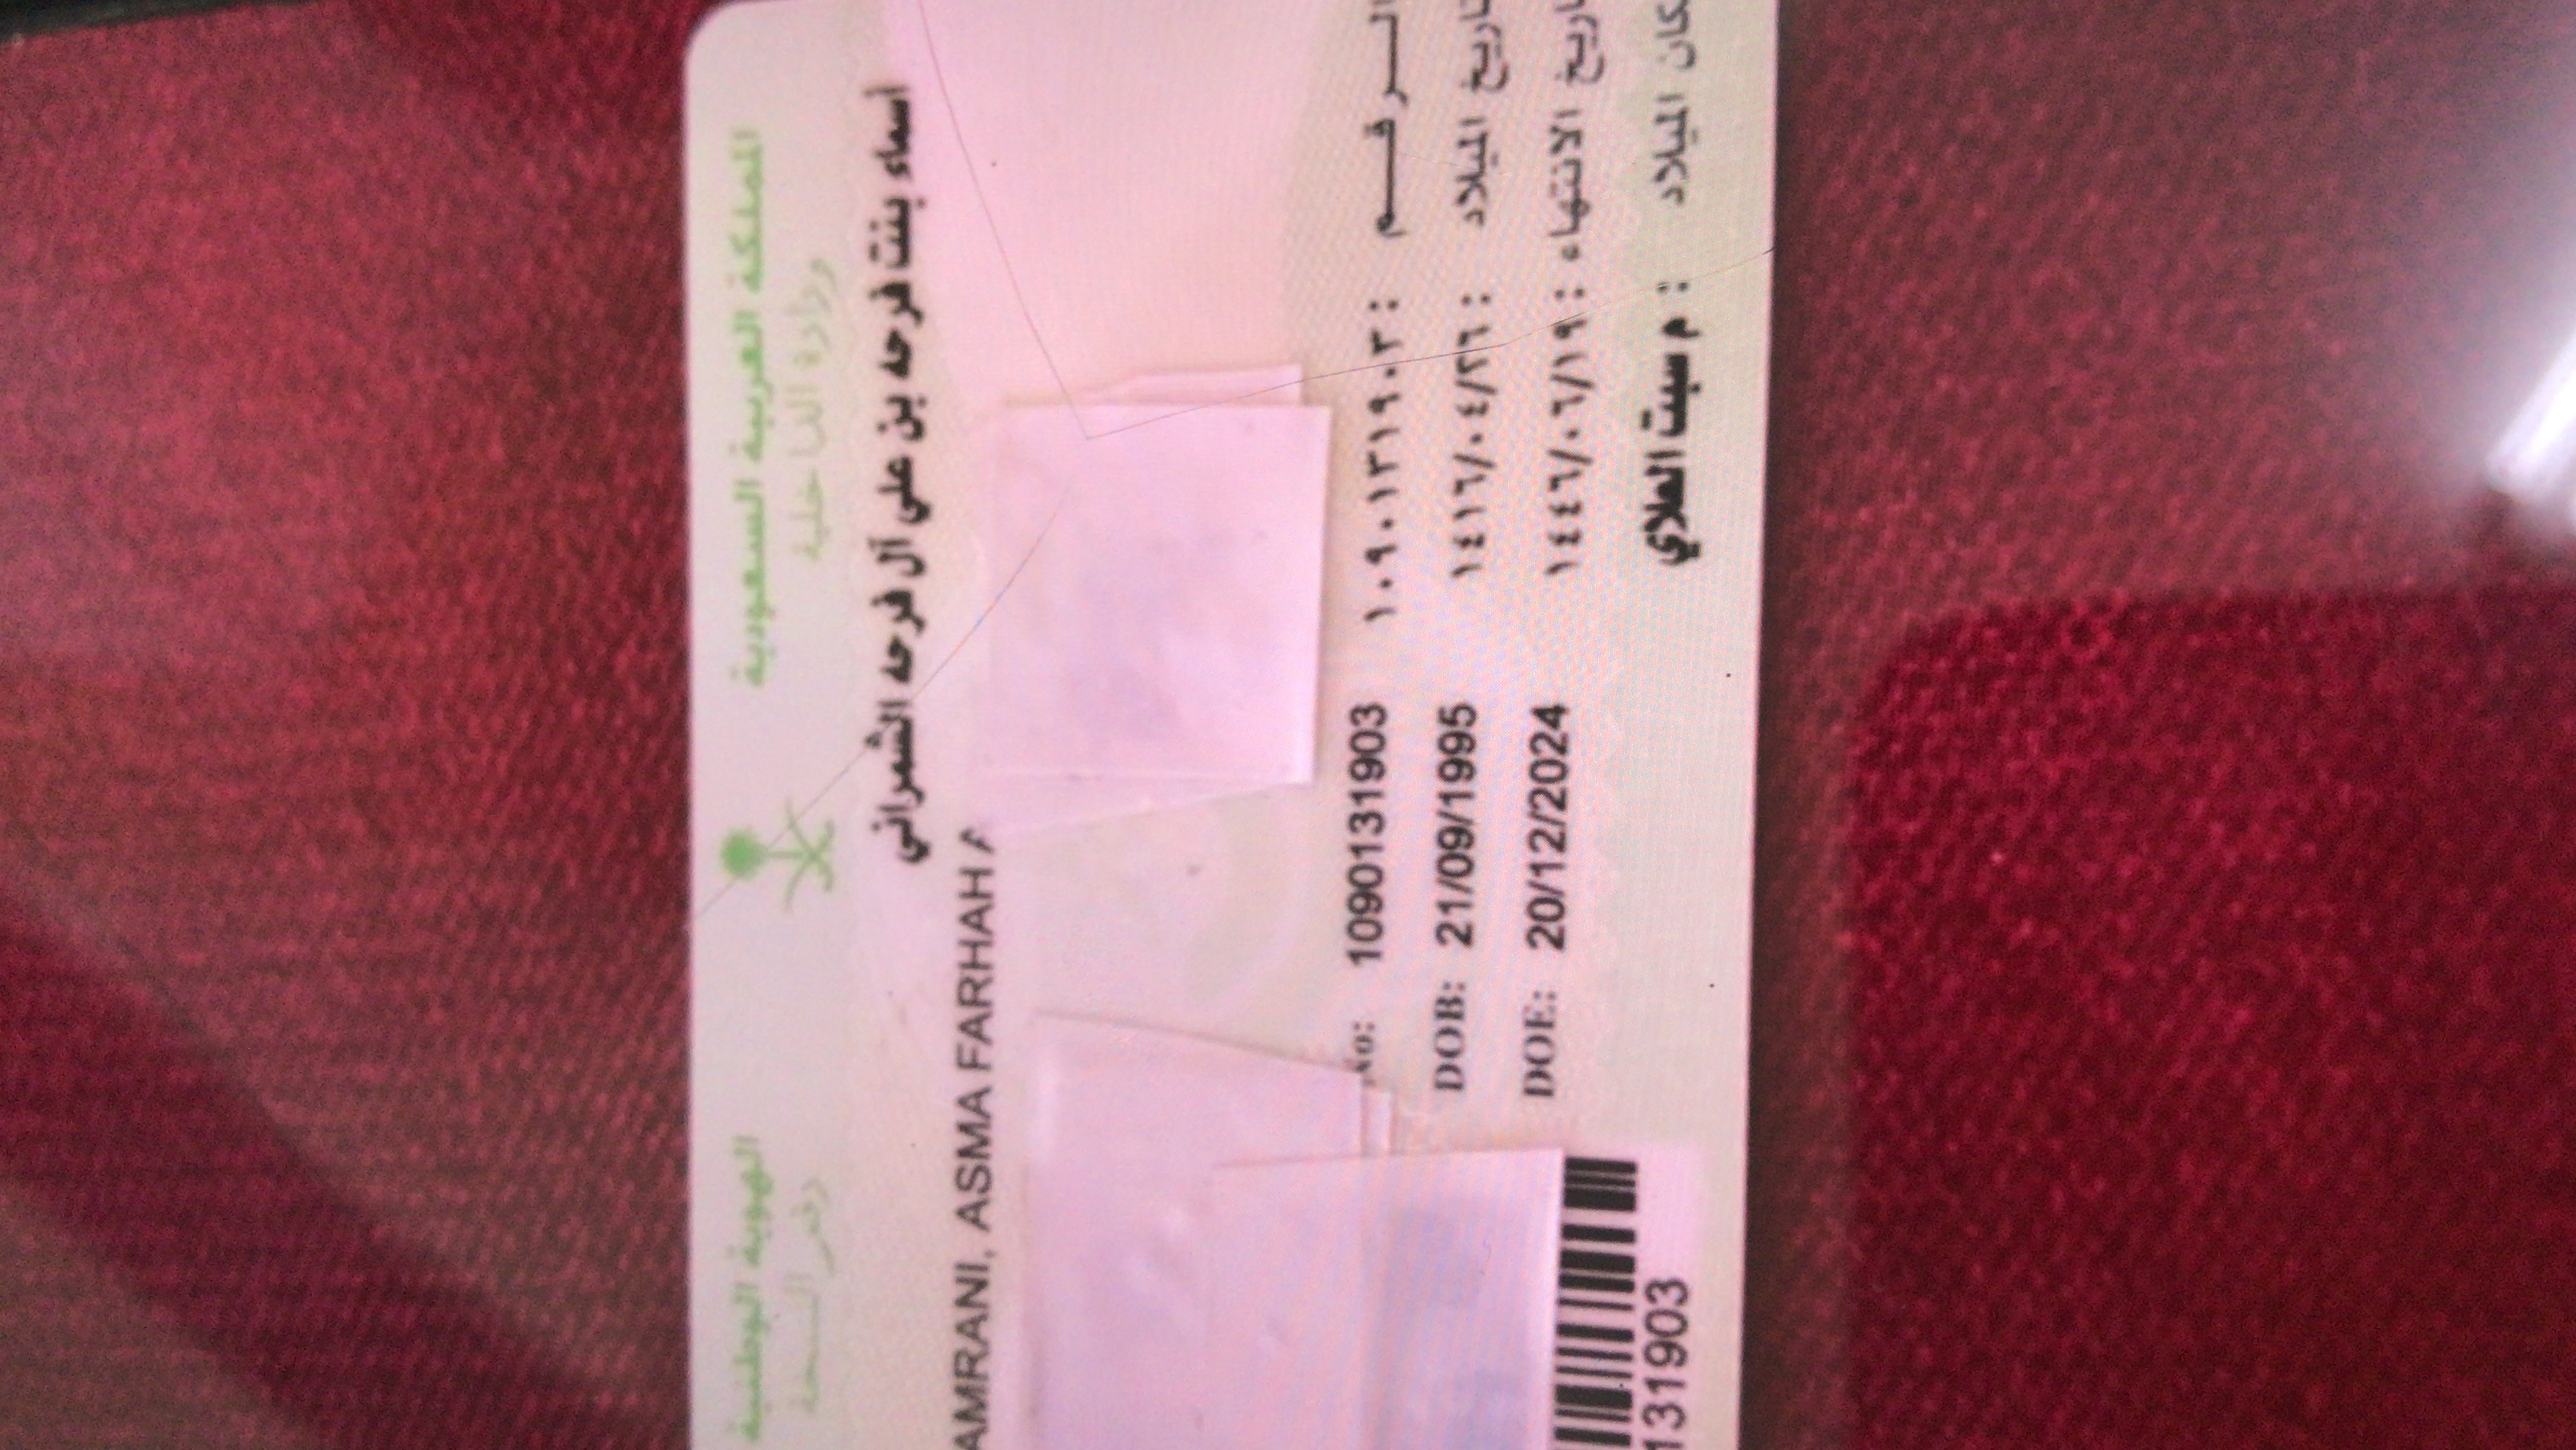 المملكة العربية السعودية
وزارة الداخلية
الهوية الوطنية
رقم النسخة
أسماء بنت فرحه بن علي آل فرحه الشمراني
AMRANI, ASMA FARHAH A
No: 1090131903
الرقم : ١٠٩٠١٣١٩٠٣
DOB: 21/09/1995
تاريخ الميلاد : ١٤١٦/٠٤/٢٦
DOE: 20/12/2024
تاريخ الانتهاء : ١٤٤٦/٠٦/١٩
مكان الميلاد : م سبت العلاي
131903